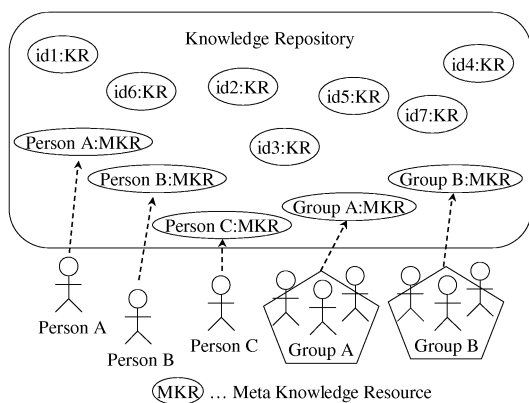 Knowledge Repository
id1:KR
id4:KR
id6:KR
id2:KR
id5:KR
id7:KR
Person A:MKR
id3:KR
Person B:MKR
Group B:MKR
Group A:MKR
Person C:MKR
Person A
Person B
Person C
Group A
Group B
MKR ... Meta Knowledge Resource